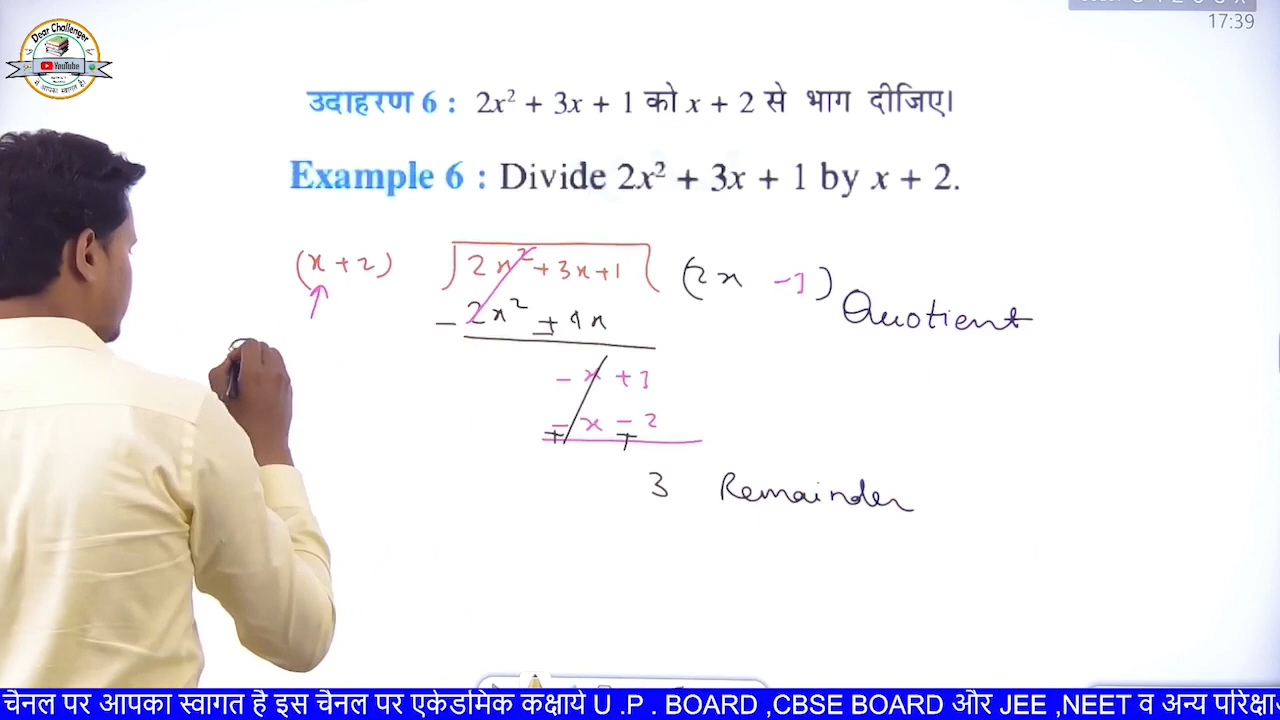 17:39
Dear Challenger
YouTube
में आपका स्वागत है।
उदाहरण 6 : 2x² + 3x + 1 को x + 2 से भाग दीजिए।
Example 6 : Divide 2x² + 3x + 1 by x + 2.
(x + 2) 2x² + 3x + 1 (2x - 1) Quotient
- 2x² + 4x
- x + 1
- x - 2
+ +
3 Remainder
चैनल पर आपका स्वागत है इस चैनल पर एकेडमिक कक्षाये U .P . BOARD ,CBSE BOARD और JEE ,NEET व अन्य परिक्षा